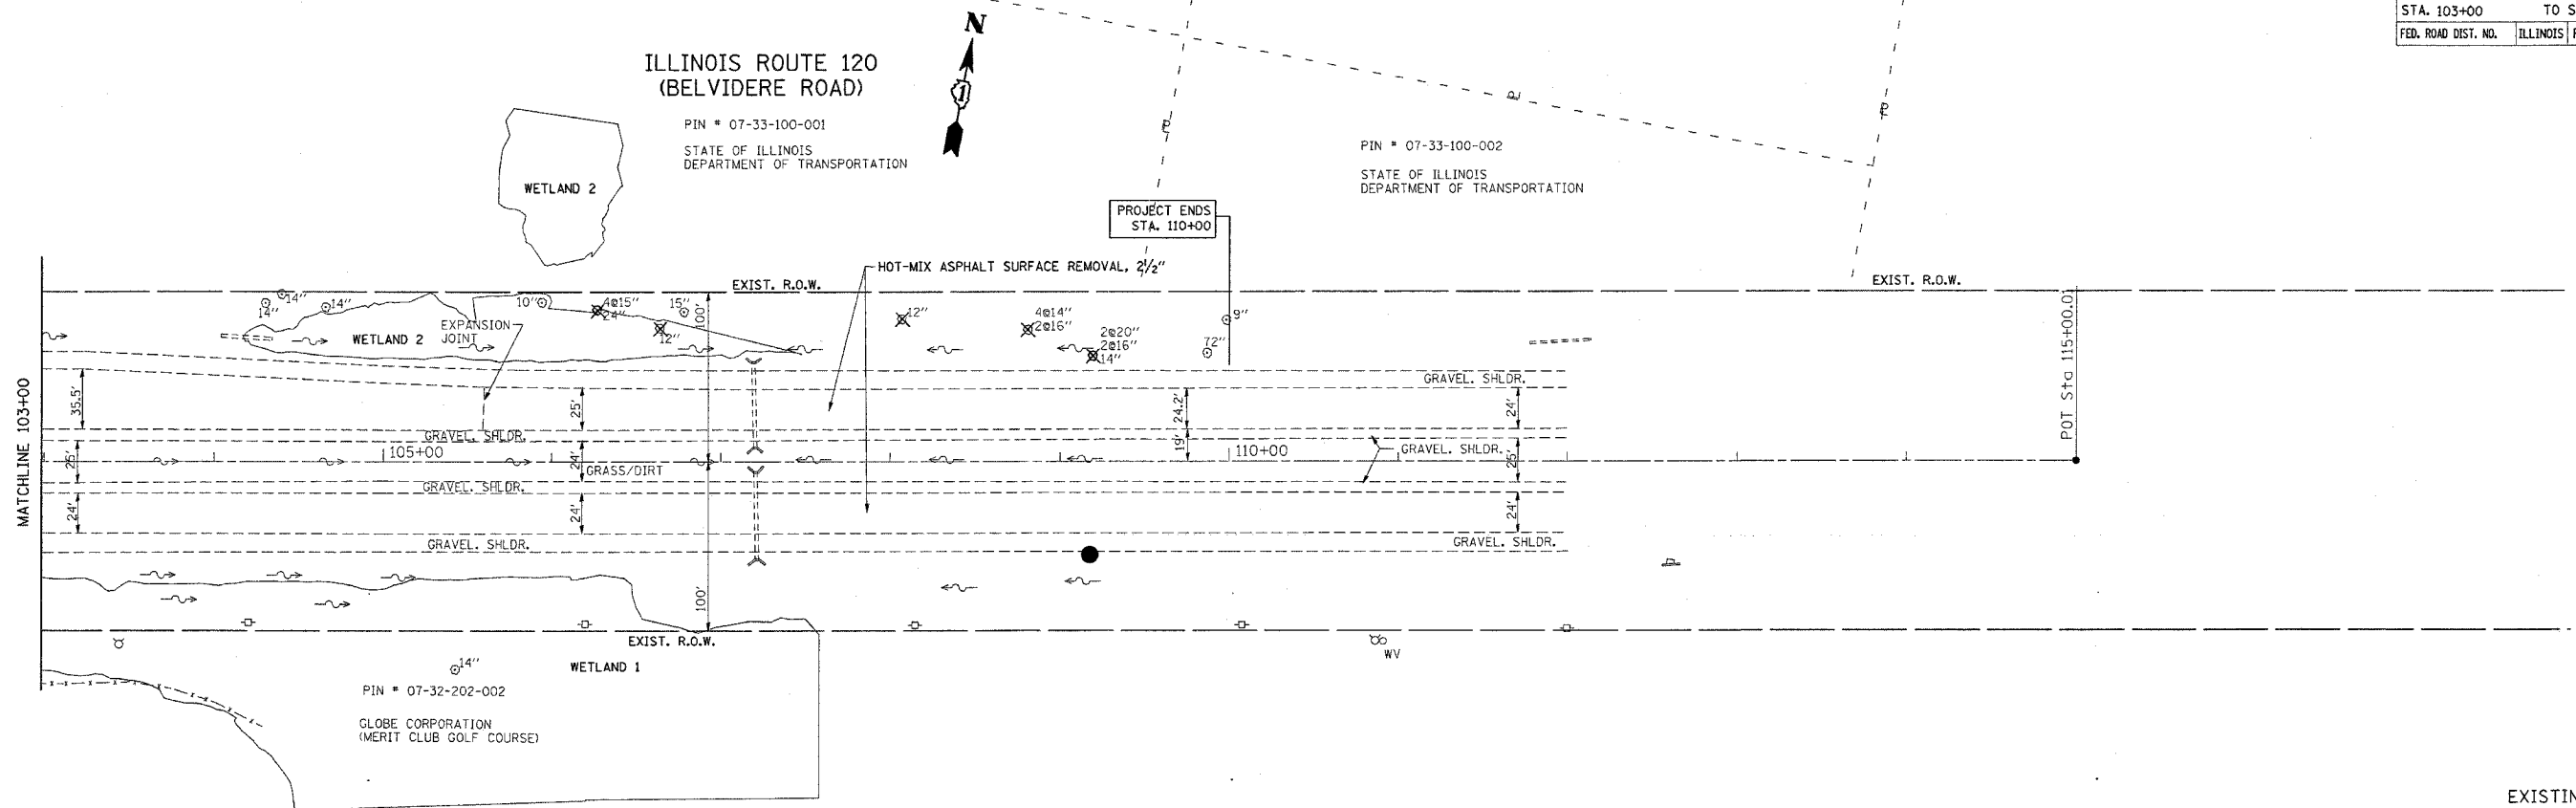 STA. 103+00 TO S
FED. ROAD DIST. NO. ILLINOIS
N
1
ILLINOIS ROUTE 120
(BELVIDERE ROAD)
PIN # 07-33-100-001
STATE OF ILLINOIS
DEPARTMENT OF TRANSPORTATION
PIN # 07-33-100-002
STATE OF ILLINOIS
DEPARTMENT OF TRANSPORTATION
WETLAND 2
PROJECT ENDS
STA. 110+00
HOT-MIX ASPHALT SURFACE REMOVAL, 2 1/2"
EXIST. R.O.W.
EXIST. R.O.W.
14"
14"
14"
10"
4@15"
24"
15"
12"
100'
12"
4@14"
2@16"
2@20"
2@16"
14"
9"
72"
EXPANSION
JOINT
WETLAND 2
POT Sta 115+00.0
MATCHLINE 103+00
35.5'
25'
24.2'
24'
GRAVEL. SHLDR.
GRAVEL. SHLDR.
19'
105+00
110+00
GRAVEL. SHLDR.
25'
24'
25'
GRASS/DIRT
GRAVEL. SHLDR.
24'
24'
24'
GRAVEL. SHLDR.
GRAVEL. SHLDR.
100'
EXIST. R.O.W.
WV
14"
WETLAND 1
PIN # 07-32-202-002
GLOBE CORPORATION
(MERIT CLUB GOLF COURSE)
EXISTIN